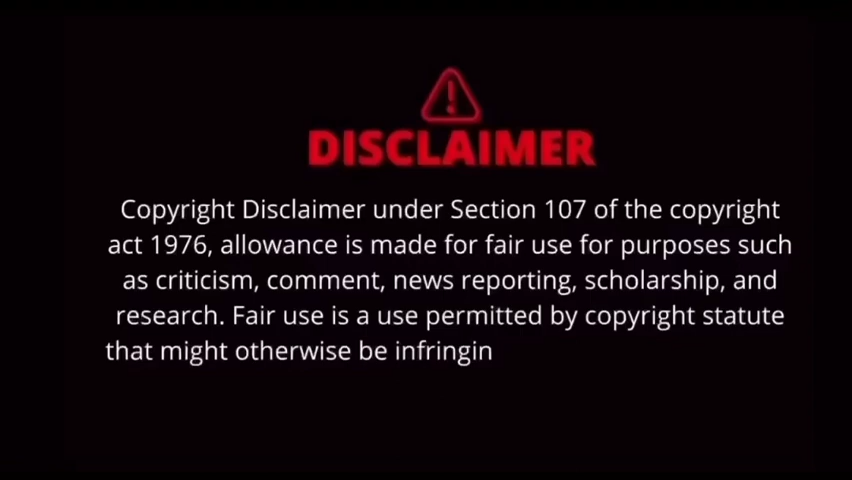 DISCLAIMER
Copyright Disclaimer under Section 107 of the copyright
act 1976, allowance is made for fair use for purposes such
as criticism, comment, news reporting, scholarship, and
research. Fair use is a use permitted by copyright statute
that might otherwise be infringin